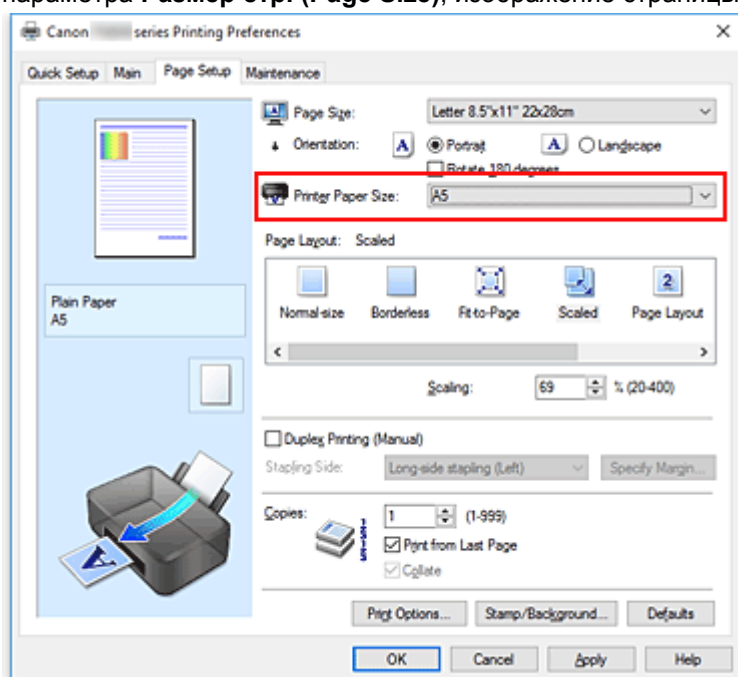 параметра Размер стр. (Page Size), изображение страницы
Canon series Printing Preferences
Quick Setup Main Page Setup Maintenance
Page Size: Letter 8.5"x11" 22x28cm
Orientation: A Portrait A Landscape
Rotate 180 degrees
Printer Paper Size: A5
Page Layout: Scaled
Normal-size Borderless Fit-to-Page Scaled 2 Page Layout
Plain Paper
A5
Scaling: 69 % (20-400)
Duplex Printing (Manual)
Stapling Side: Long-side stapling (Left) Specify Margin...
Copies: 1 (1-999)
Print from Last Page
Collate
A
Print Options... Stamp/Background... Defaults
OK Cancel Apply Help